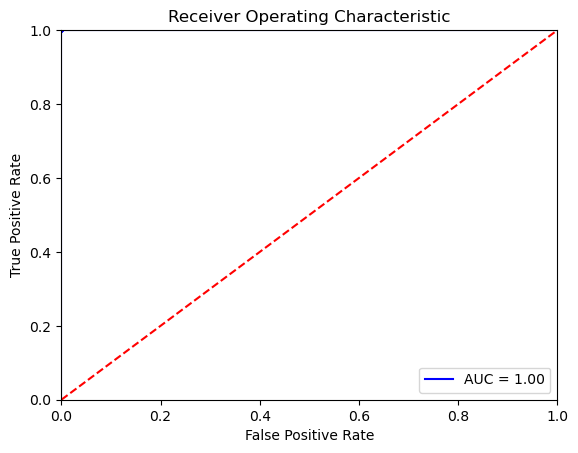 Receiver Operating Characteristic
1.0
0.8
0.6
0.4
0.2
0.0
True Positive Rate
AUC = 1.00
0.0 0.2 0.4 0.6 0.8 1.0
False Positive Rate